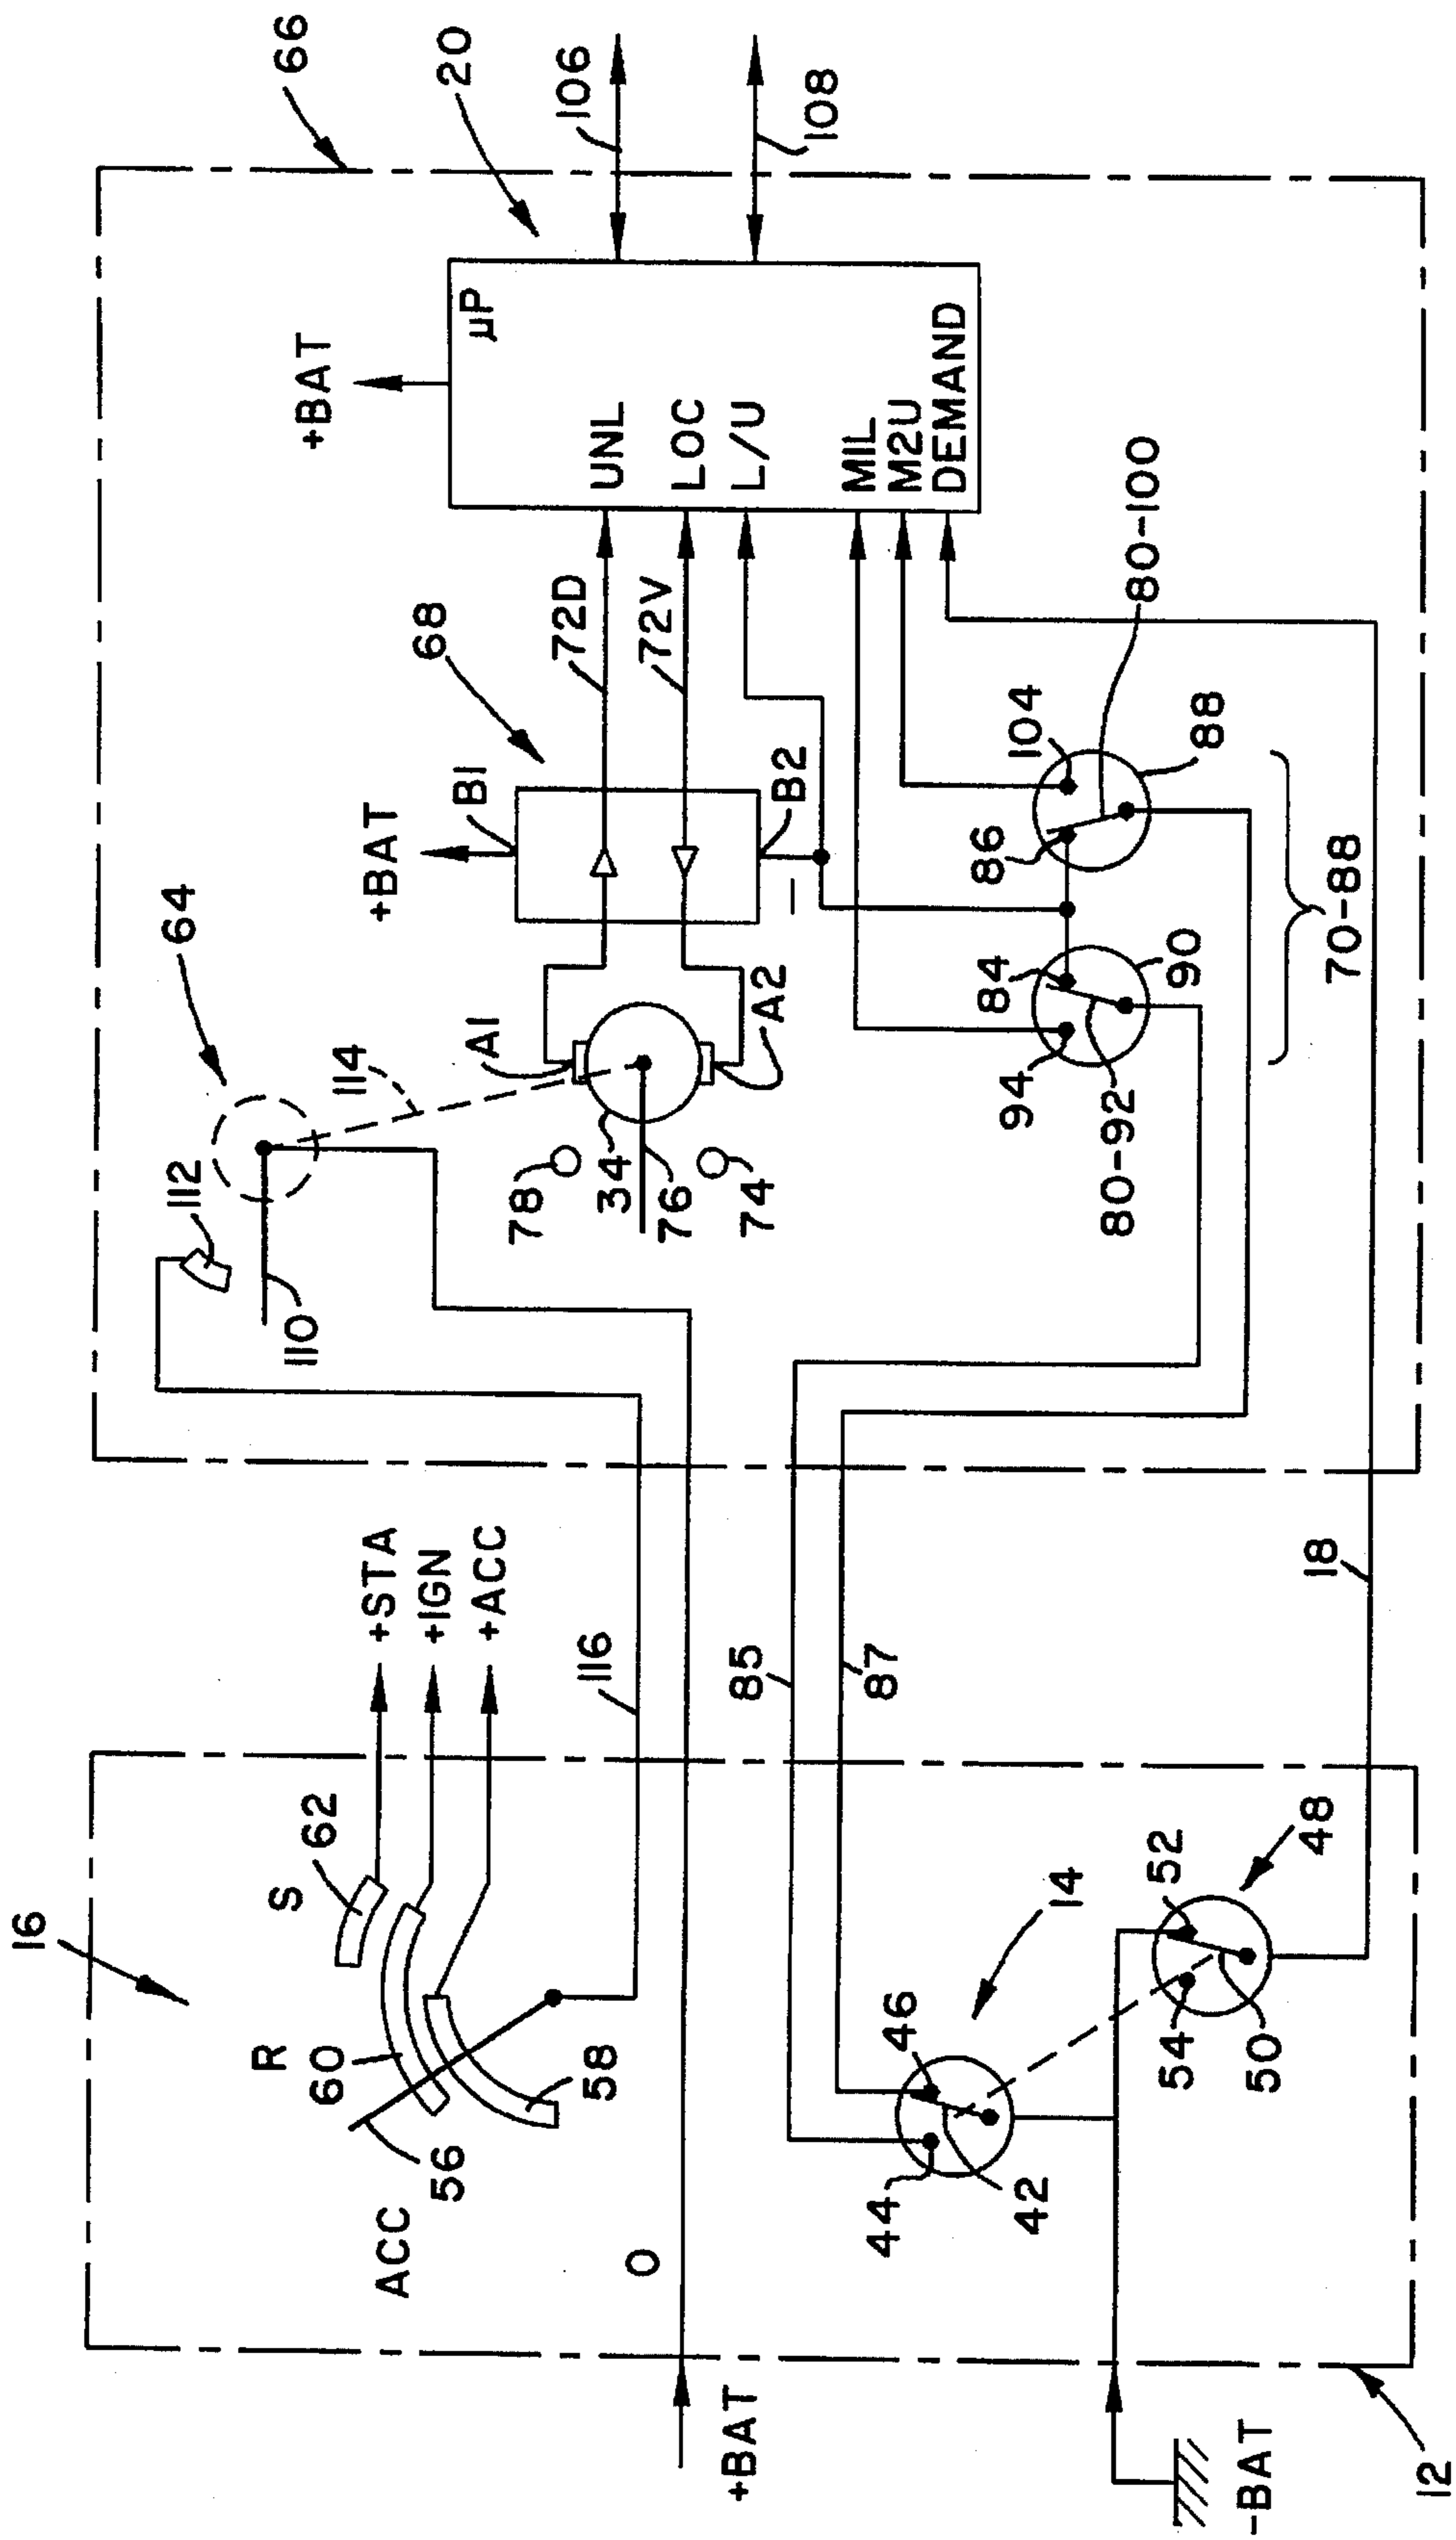 66
20
106
108
+BAT
µP
UNL
LOC
L/U
MIL
M2U
DEMAND
68
72D
72V
+BAT
B1
B2
80-100
104
88
86
70-88
64
114
A1
A2
84
90
94
80-92
112
110
78
34
76
74
16
S
62
+STA
+IGN
+ACC
R
60
58
56
ACC
116
O
85
87
18
14
46
44
42
52
48
54
50
+BAT
-BAT
12